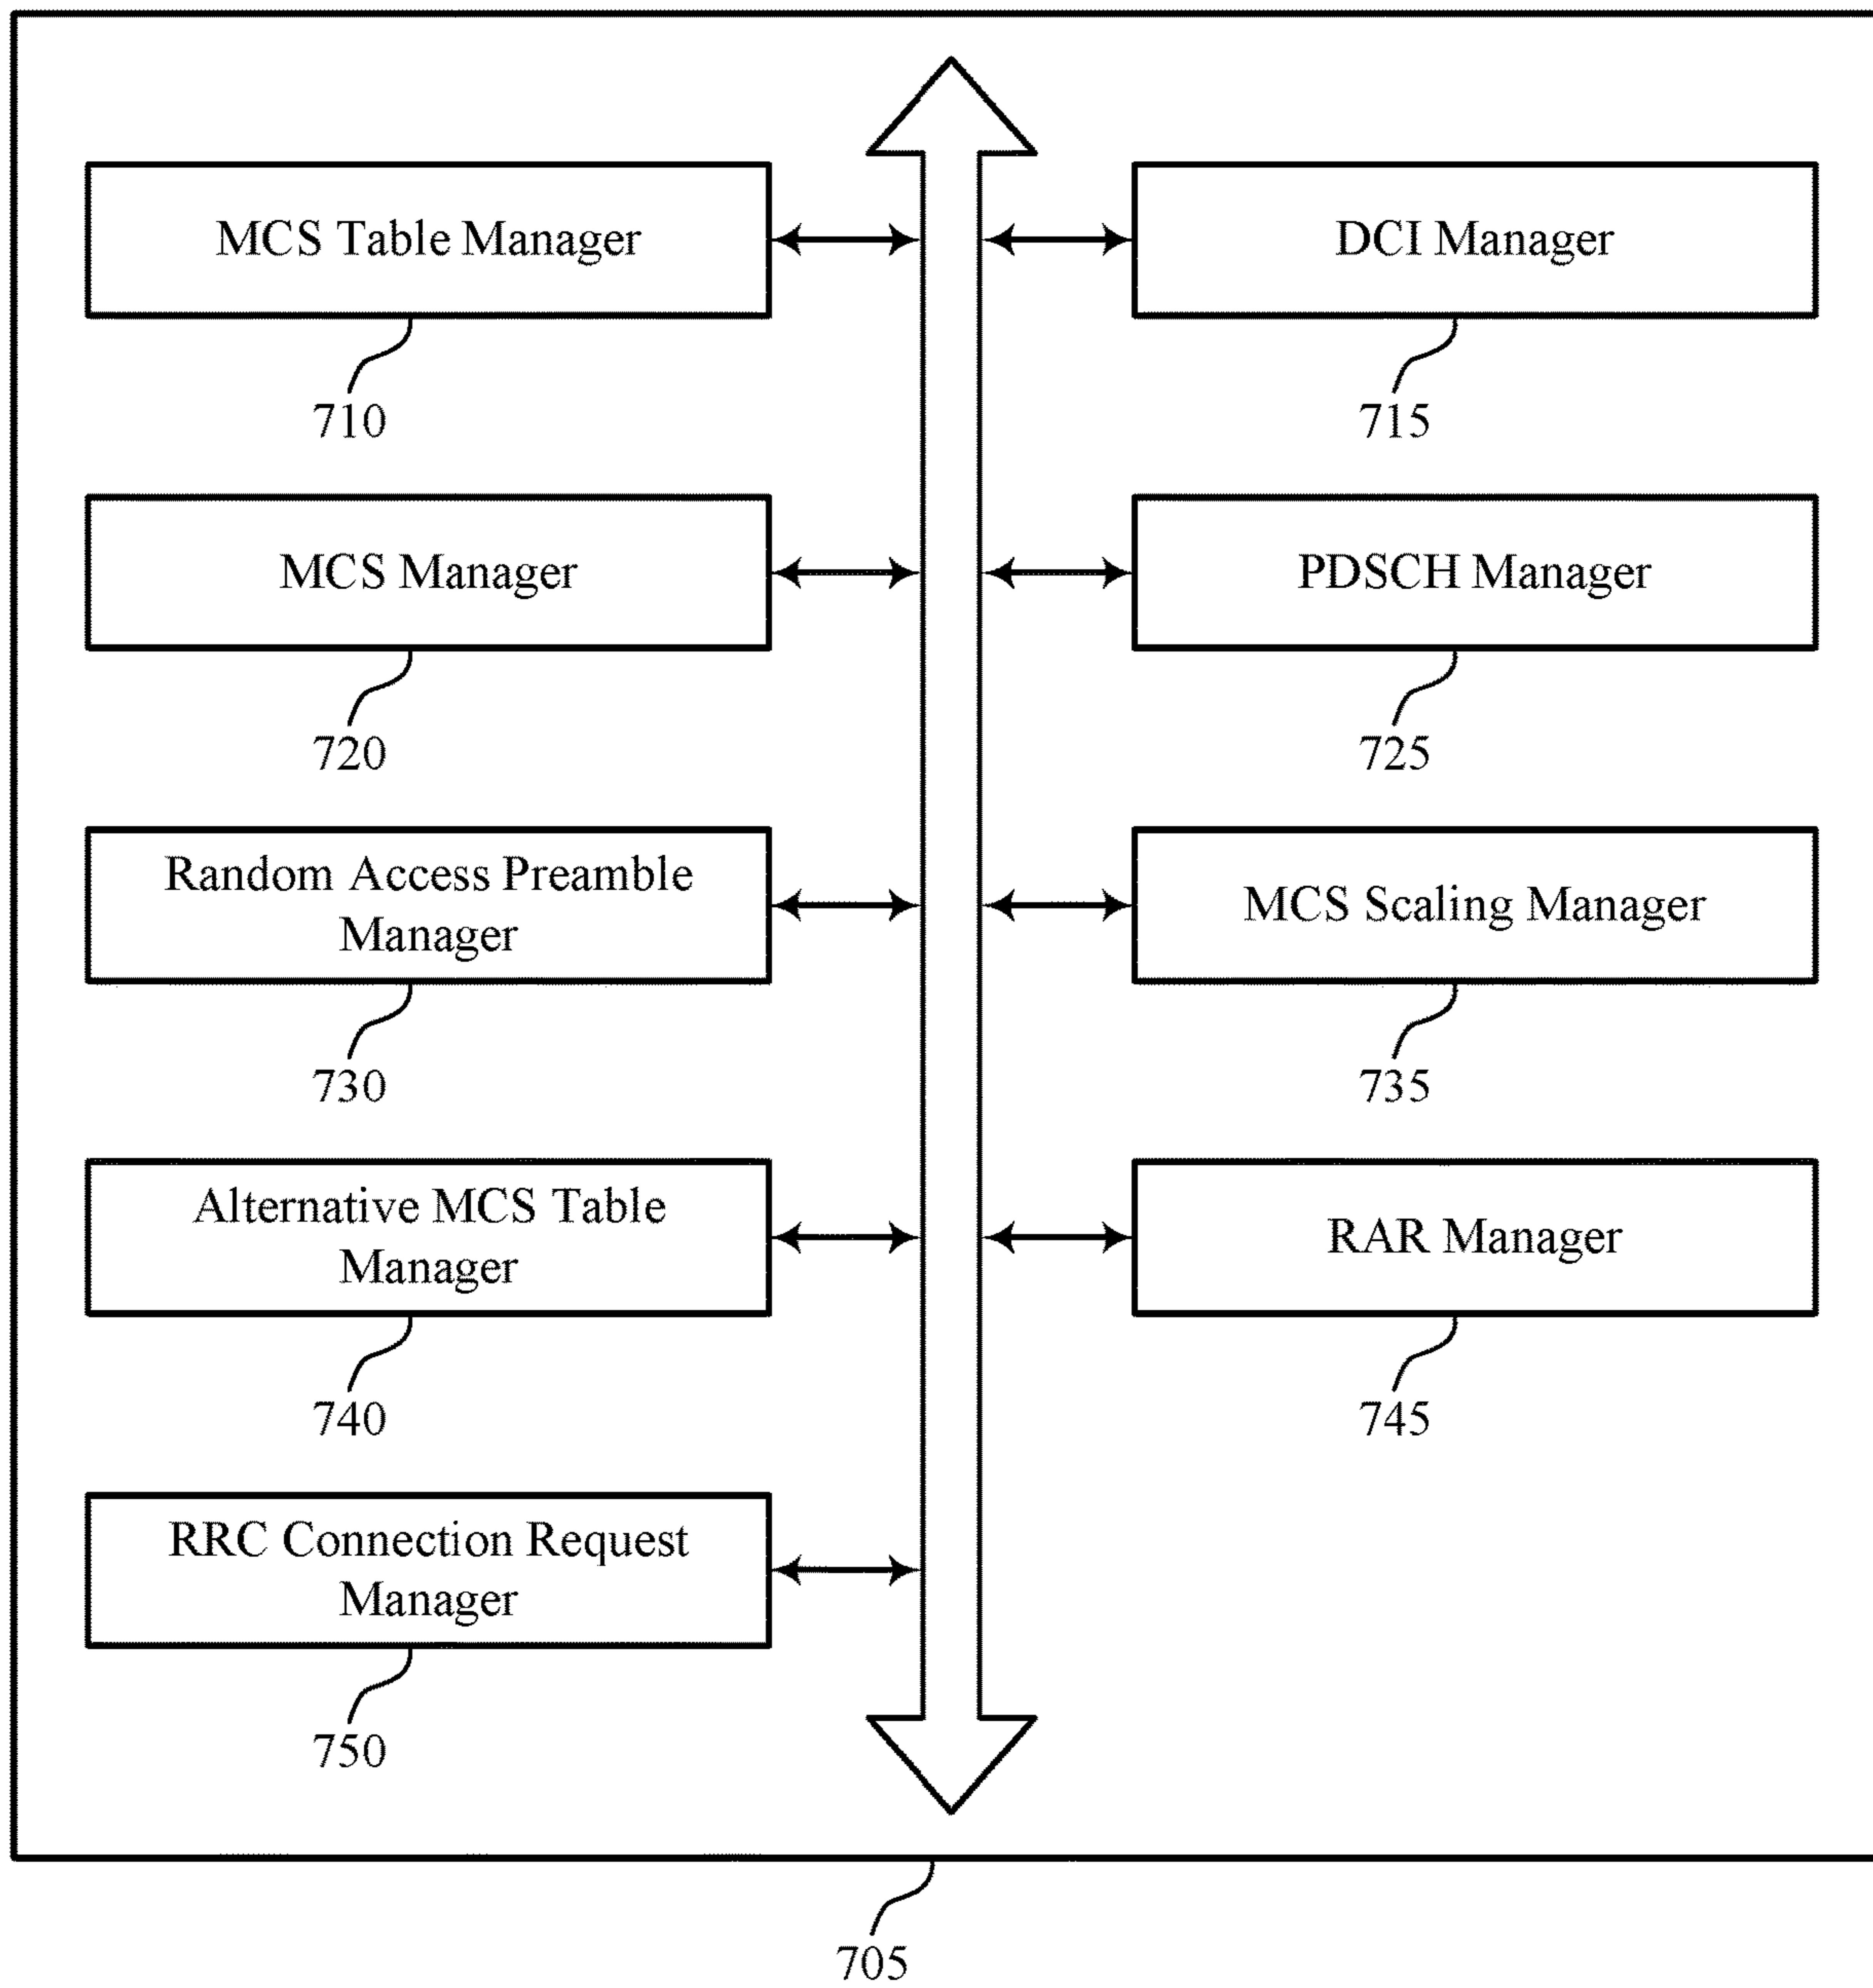 MCS Table Manager
DCI Manager
710
715
MCS Manager
PDSCH Manager
720
725
Random Access Preamble
Manager
MCS Scaling Manager
730
735
Alternative MCS Table
Manager
RAR Manager
740
745
RRC Connection Request
Manager
750
705